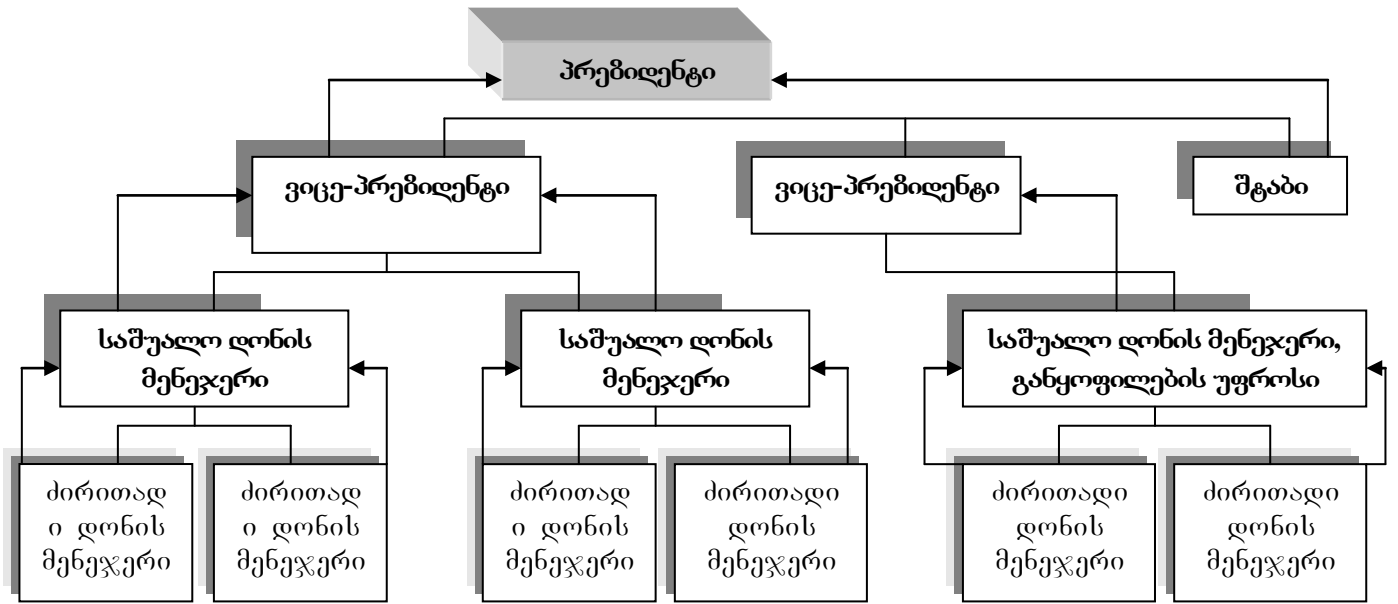 პრეზიდენტი
ვიცე-პრეზიდენტი
ვიცე-პრეზიდენტი
შტაბი
საშუალო დონის
მენეჯერი
საშუალო დონის
მენეჯერი
საშუალო დონის მენეჯერი,
განყოფილების უფროსი
ძირითად
ი დონის
მენეჯერი
ძირითად
ი დონის
მენეჯერი
ძირითად
ი დონის
მენეჯერი
ძირითადი
დონის
მენეჯერი
ძირითადი
დონის
მენეჯერი
ძირითადი
დონის
მენეჯერი